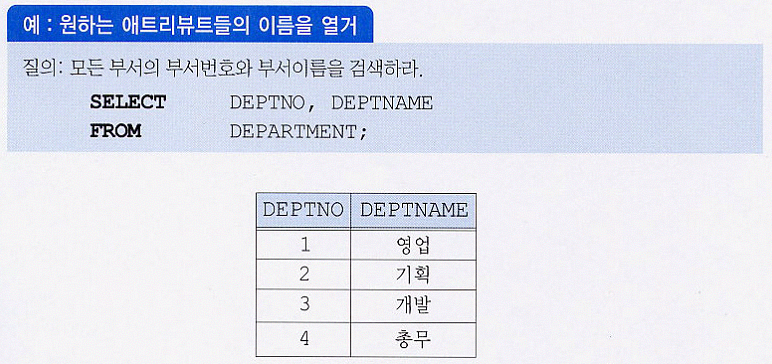 예 : 원하는 애트리뷰트들의 이름을 열거
질의: 모든 부서의 부서번호와 부서이름을 검색하라.
SELECT DEPTNO, DEPTNAME
FROM DEPARTMENT;
DEPTNO DEPTNAME
1 영업
2 기획
3 개발
4 총무